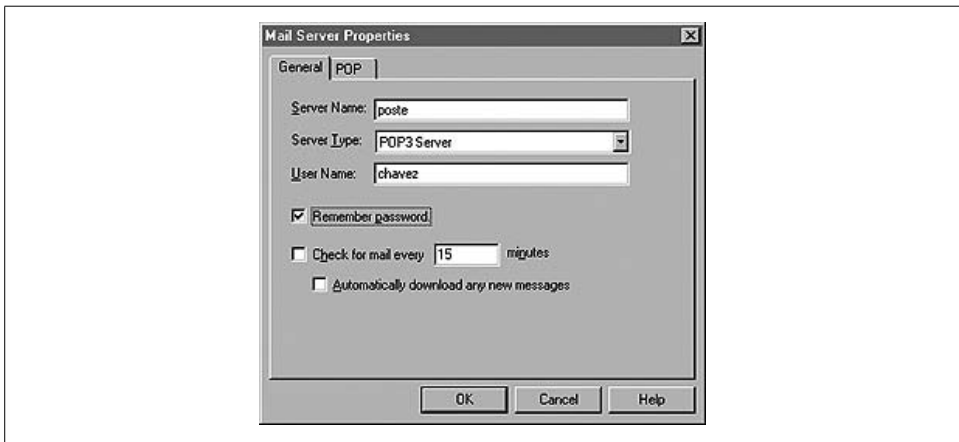 Mail Server Properties
General POP
Server Name: poste
Server Type: POP3 Server
User Name: chavez
Remember password.
Check for mail every 15 minutes
Automatically download any new messages
OK Cancel Help